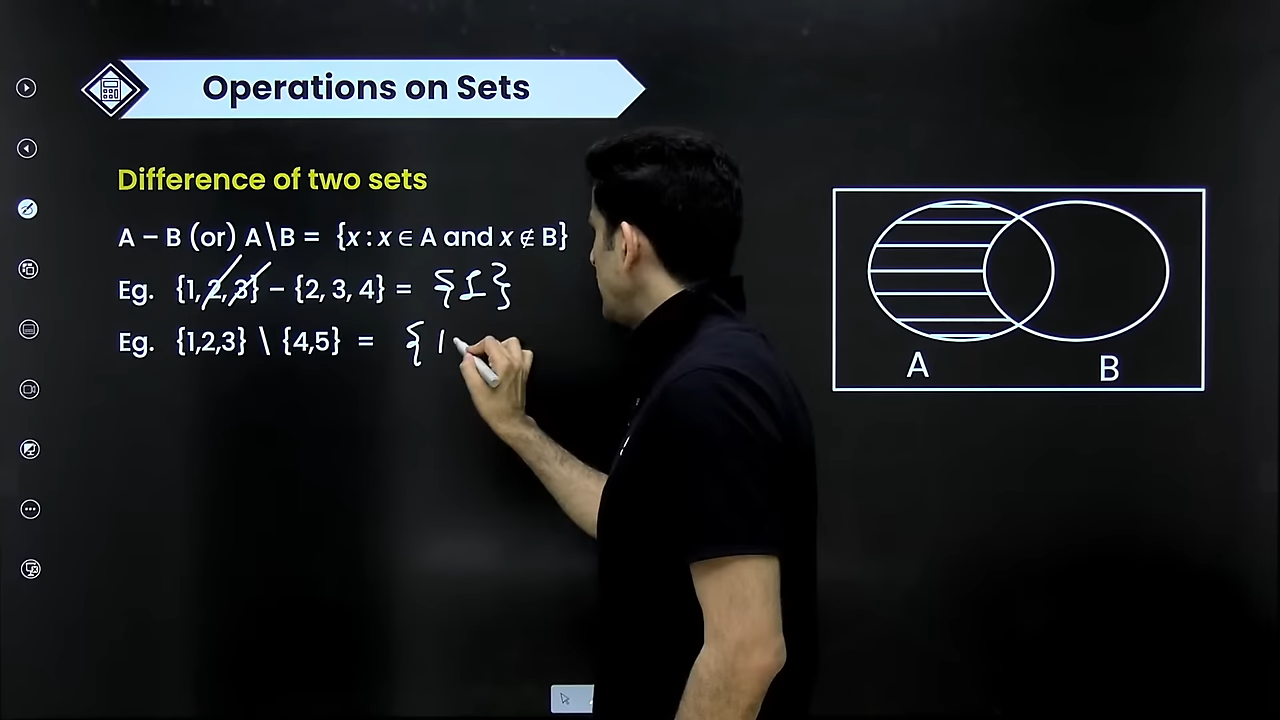 Operations on Sets
Difference of two sets
A – B (or) A\B = {x : x ∈ A and x ∉ B}
Eg. {1, 2, 3} – {2, 3, 4} = {1}
Eg. {1,2,3} \ {4,5} = {1
A
B